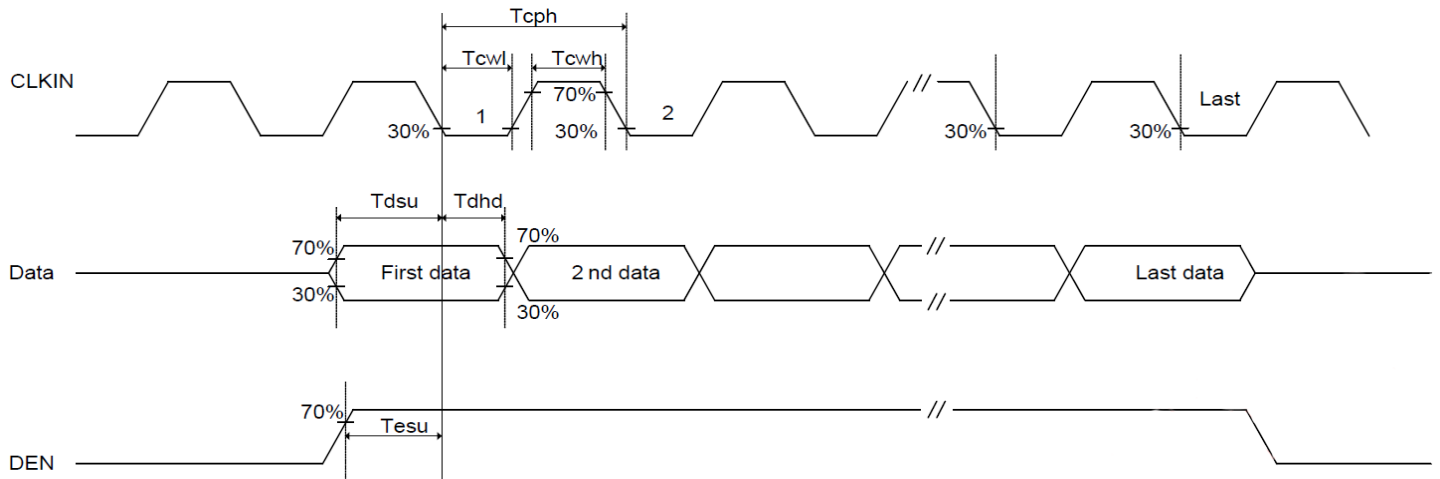 Tcph
Tcwl Tcwh
CLKIN
70%
30% 1 30% 2 30% 30% Last
Tdsu Tdhd
70% 70%
Data First data 2 nd data Last data
30% 30%
70%
Tesu
DEN